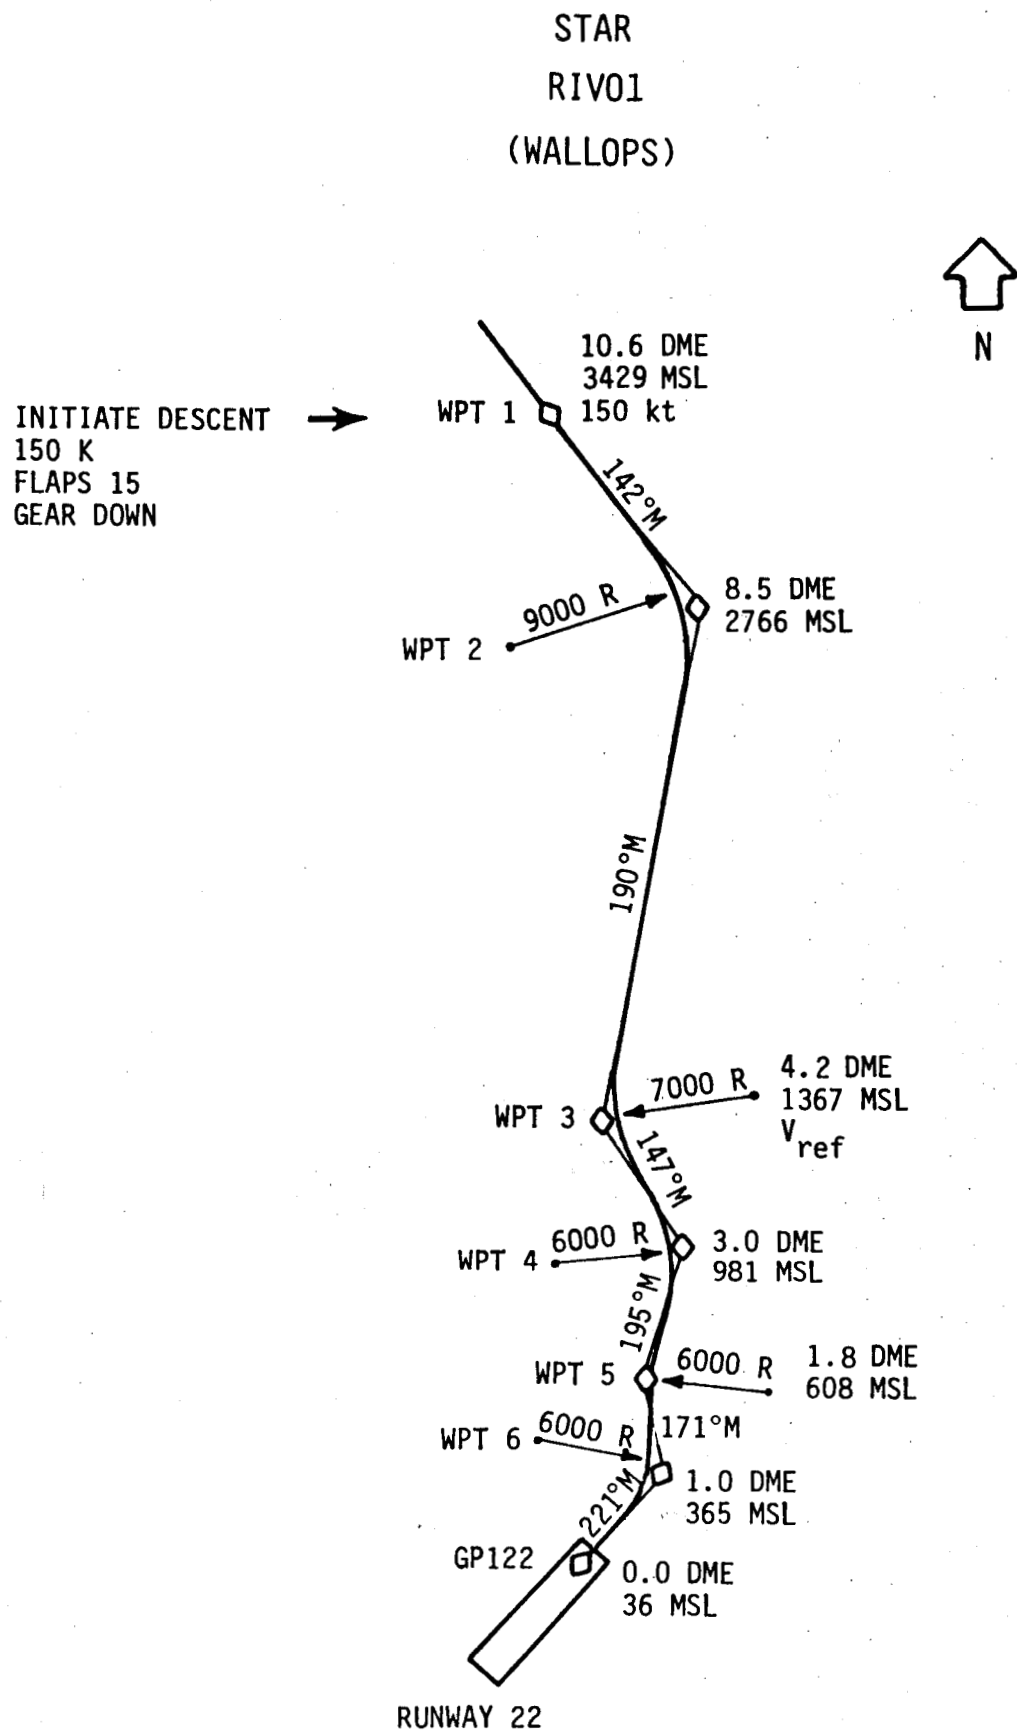 STAR
RIVO1
(WALLOPS)
N
10.6 DME
3429 MSL
WPT 1
150 kt
INITIATE DESCENT
150 K
FLAPS 15
GEAR DOWN
142°M
8.5 DME
2766 MSL
9000 R
WPT 2
190°M
4.2 DME
1367 MSL
Vref
7000 R
WPT 3
147°M
6000 R
WPT 4
3.0 DME
981 MSL
195°M
WPT 5
6000 R
1.8 DME
608 MSL
6000 R
WPT 6
171°M
1.0 DME
365 MSL
221°M
GP122
0.0 DME
36 MSL
RUNWAY 22